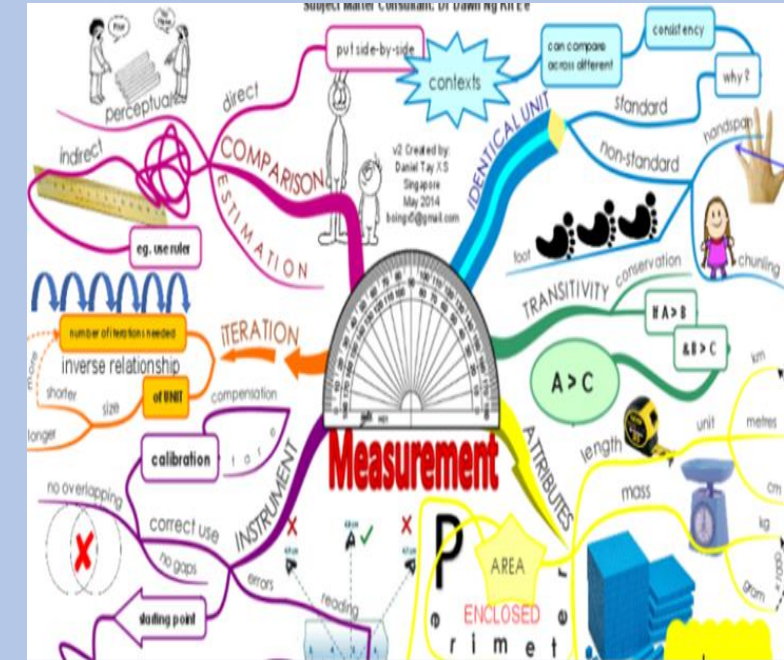 Subject Matter Consultant: Dr Dawn Ng Kit Ee
put side-by-side
direct
perceptual
indirect
COMPARISON
ESTIMATION
eg. use ruler
v2 Created by:
Daniel Tay X S
Singapore
May 2014
contexts
can compare
across different
consistency
why?
IDENTICAL UNIT
standard
non-standard
handspan
foot
chunling
TRANSITIVITY
conservation
If A > B
& B > C
A > C
iTERATION
number of iterations needed
inverse relationship
of UNIT
more
shorter
size
longer
Measurement
INSTRUMENT
compensation
calibration
tare
no overlapping
correct use
no gaps
errors
reading
starting point
ATTRIBUTES
length
unit
km
metres
cm
mass
kg
gram
AREA
ENCLOSED
Perimeter